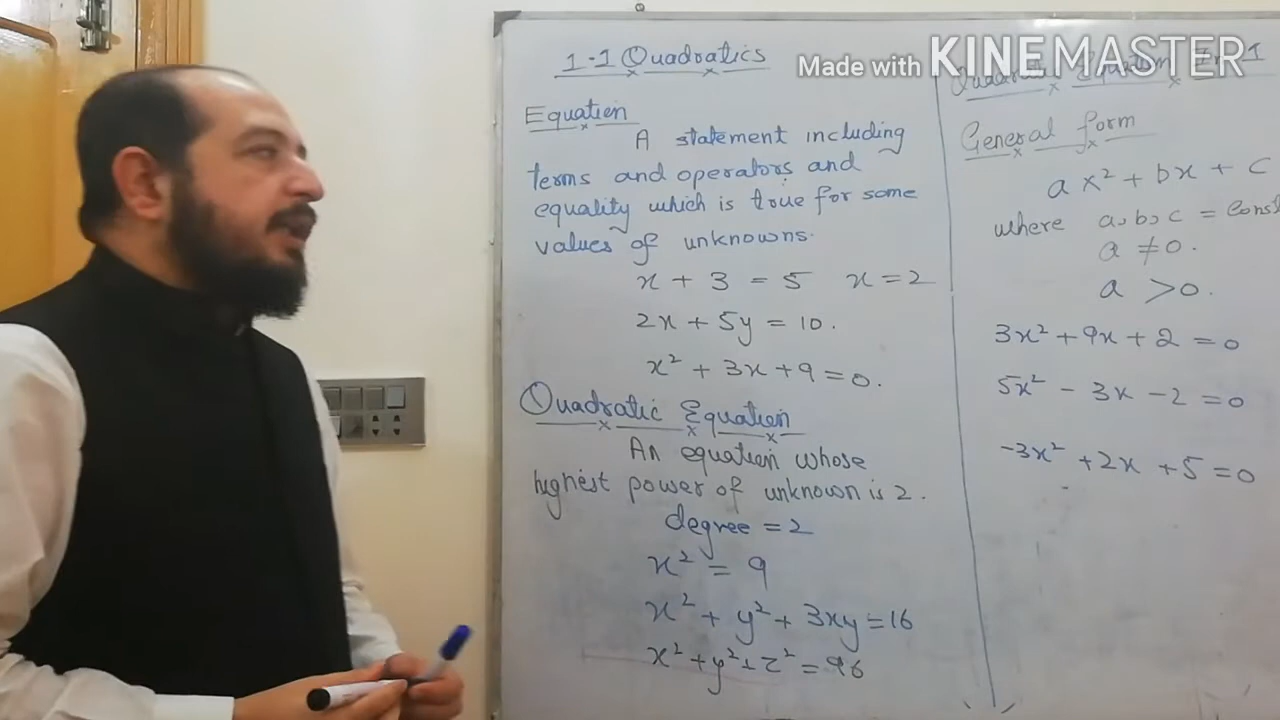 1.1 Quadratics
Equation
A statement including
terms and operators and
equality which is true for some
values of unknowns.
x + 3 = 5 x = 2
2x + 5y = 10.
x² + 3x + 9 = 0.
Quadratic Equation
An equation whose
highest power of unknown is 2.
degree = 2
x² = 9
x² + y² + 3xy = 16
x² + y² + z² = 96
Made with KINEMASTER
Quadratic Equation 1
General form
ax² + bx + c
where a, b, c =
a ≠ 0.
a > 0.
3x² + 9x + 2 = 0
5x² - 3x - 2 = 0
-3x² + 2x + 5 = 0